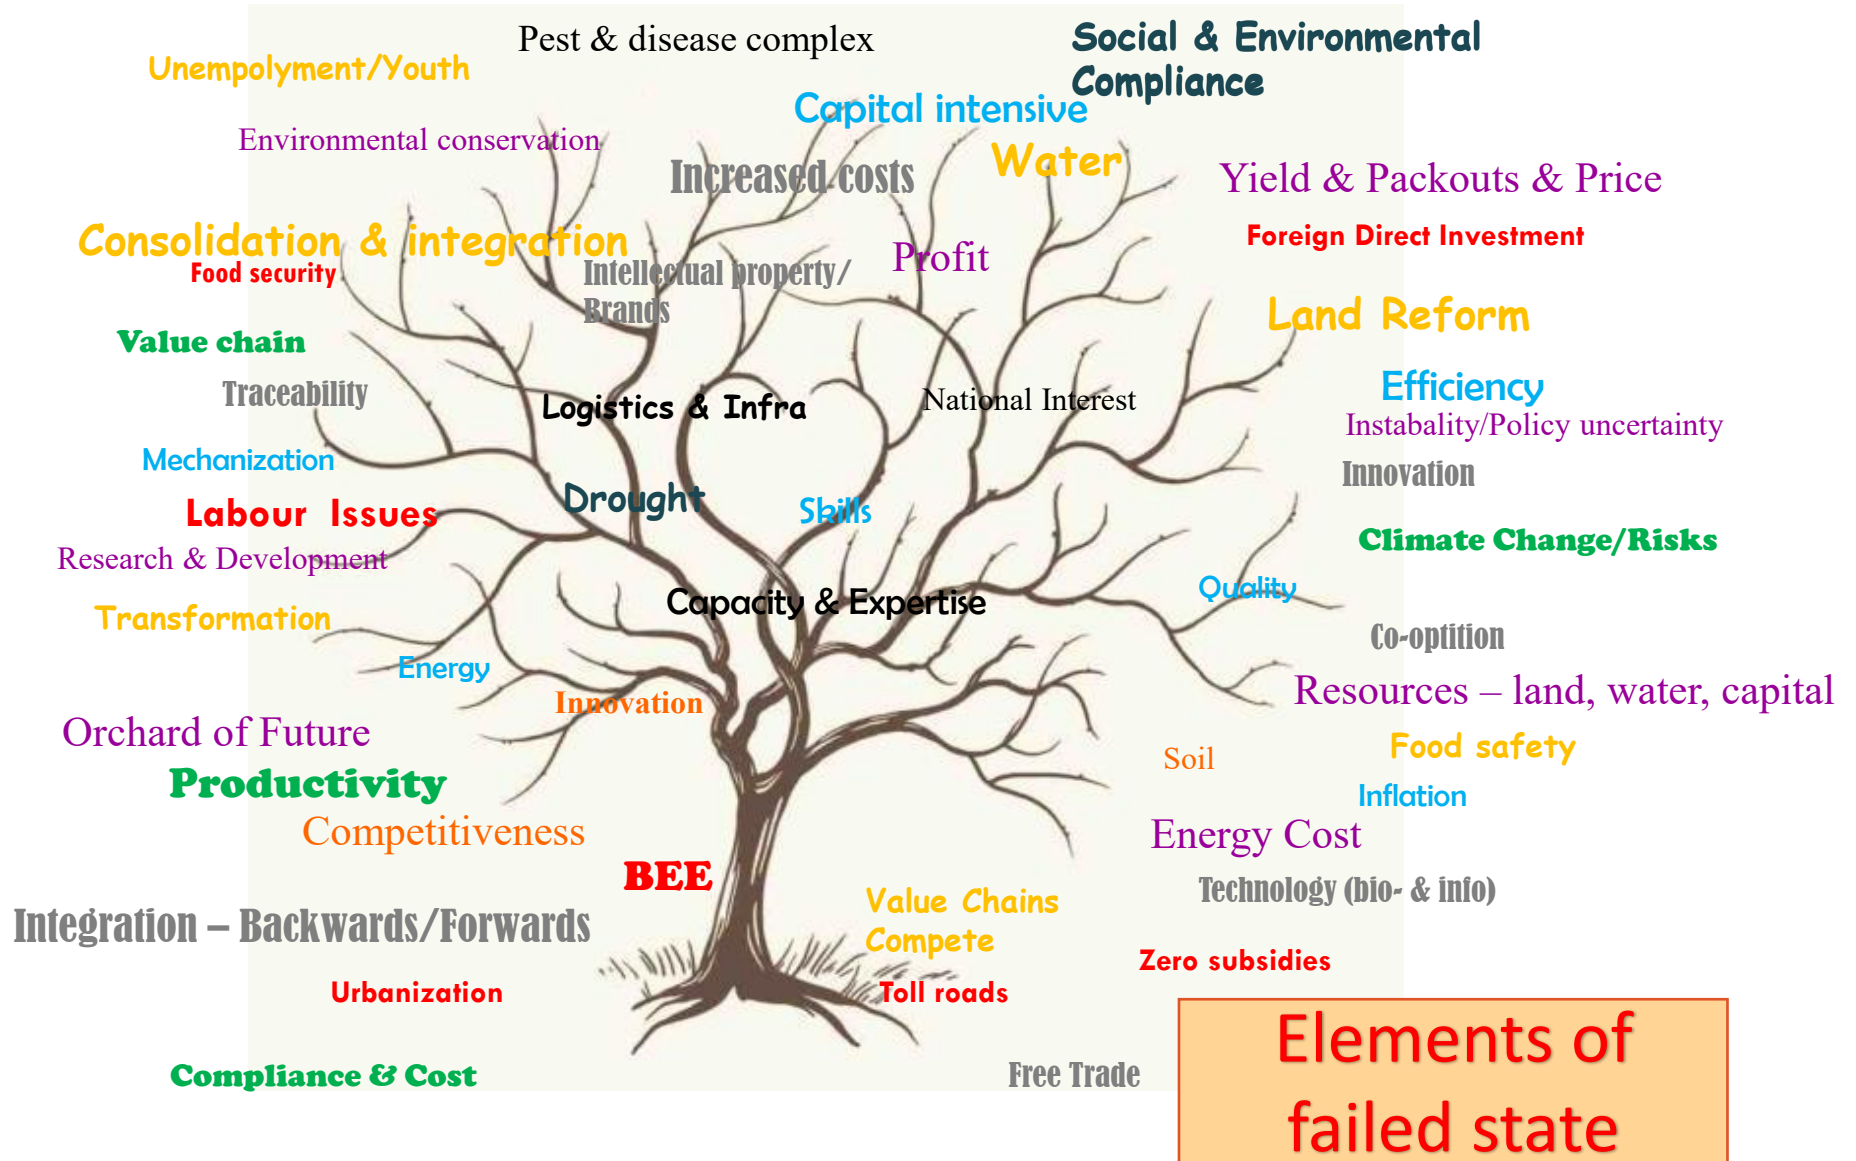 Pest & disease complex
Social & Environmental
Compliance
Unempolyment/Youth
Capital intensive
Environmental conservation
Increased costs
Water
Yield & Packouts & Price
Consolidation & integration
Foreign Direct Investment
Food security
Intellectual property/
Brands
Profit
Land Reform
Value chain
Traceability
Logistics & Infra
National Interest
Efficiency
Instabality/Policy uncertainty
Mechanization
Innovation
Labour Issues
Drought
Skills
Climate Change/Risks
Research & Development
Quality
Transformation
Capacity & Expertise
Co-optition
Energy
Innovation
Resources – land, water, capital
Orchard of Future
Soil
Food safety
Productivity
Inflation
Competitiveness
Energy Cost
BEE
Technology (bio- & info)
Integration – Backwards/Forwards
Value Chains
Compete
Zero subsidies
Urbanization
Toll roads
Compliance & Cost
Free Trade
Elements of
failed state